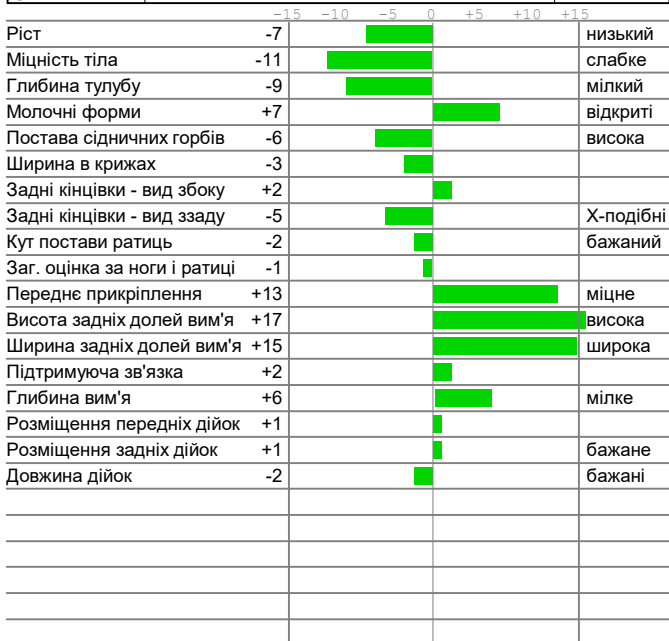 -15 -10 -5 0 +5 +10 +15
Ріст -7 низький
Міцність тіла -11 слабке
Глибина тулубу -9 мілкий
Молочні форми +7 відкриті
Постава сідничних горбів -6 висока
Ширина в крижах -3
Задні кінцівки - вид збоку +2
Задні кінцівки - вид ззаду -5 Х-подібні
Кут постави ратиць -2 бажаний
Заг. оцінка за ноги і ратиці -1
Переднє прикріплення +13 міцне
Висота задніх долей вим'я +17 висока
Ширина задніх долей вим'я +15 широка
Підтримуюча зв'язка +2
Глибина вим'я +6 мілке
Розміщення передніх дійок +1
Розміщення задніх дійок +1 бажане
Довжина дійок -2 бажані